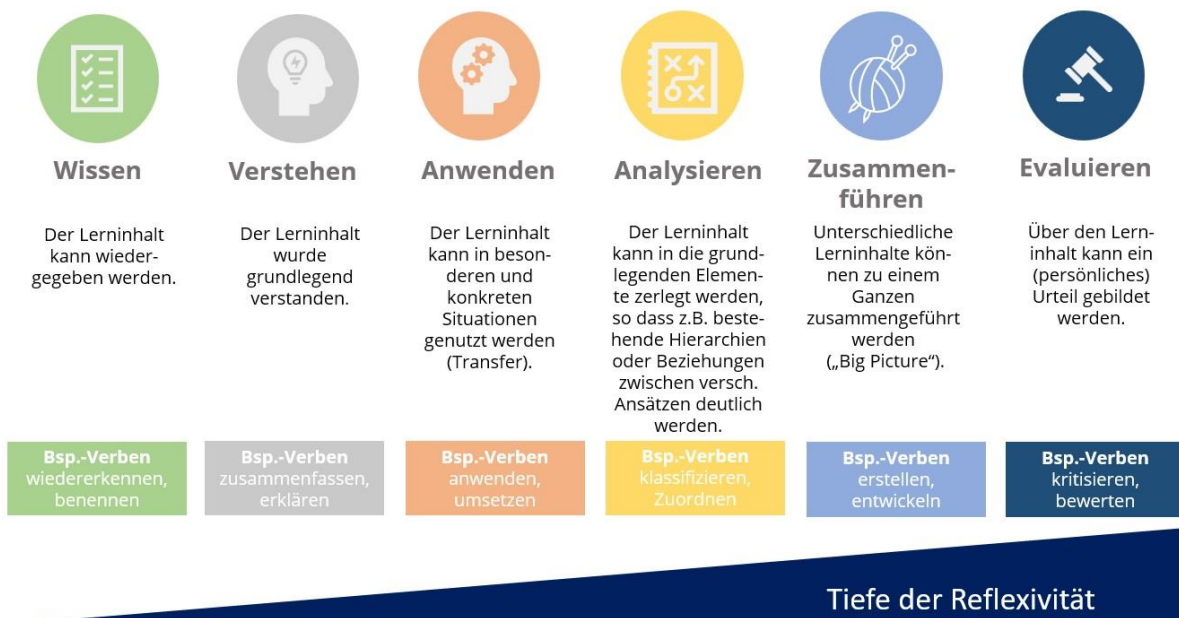 Wissen
Der Lerninhalt
kann wieder-
gegeben werden.
Bsp.-Verben
wiedererkennen,
benennen
Verstehen
Der Lerninhalt
wurde
grundlegend
verstanden.
Bsp.-Verben
zusammenfassen,
erklären
Anwenden
Der Lerninhalt
kann in beson-
deren und
konkreten
Situationen
genutzt werden
(Transfer).
Bsp.-Verben
anwenden,
umsetzen
Analysieren
Der Lerninhalt
kann in die grund-
legenden Elemen-
te zerlegt werden,
so dass z.B. beste-
hende Hierarchien
oder Beziehungen
zwischen versch.
Ansätzen deutlich
werden.
Bsp.-Verben
klassifizieren,
Zuordnen
Zusammen-
führen
Unterschiedliche
Lerninhalte kön-
nen zu einem
Ganzen
zusammengeführt
werden
(„Big Picture“).
Bsp.-Verben
erstellen,
entwickeln
Evaluieren
Über den Lern-
inhalt kann ein
(persönliches)
Urteil gebildet
werden.
Bsp.-Verben
kritisieren,
bewerten
Tiefe der Reflexivität